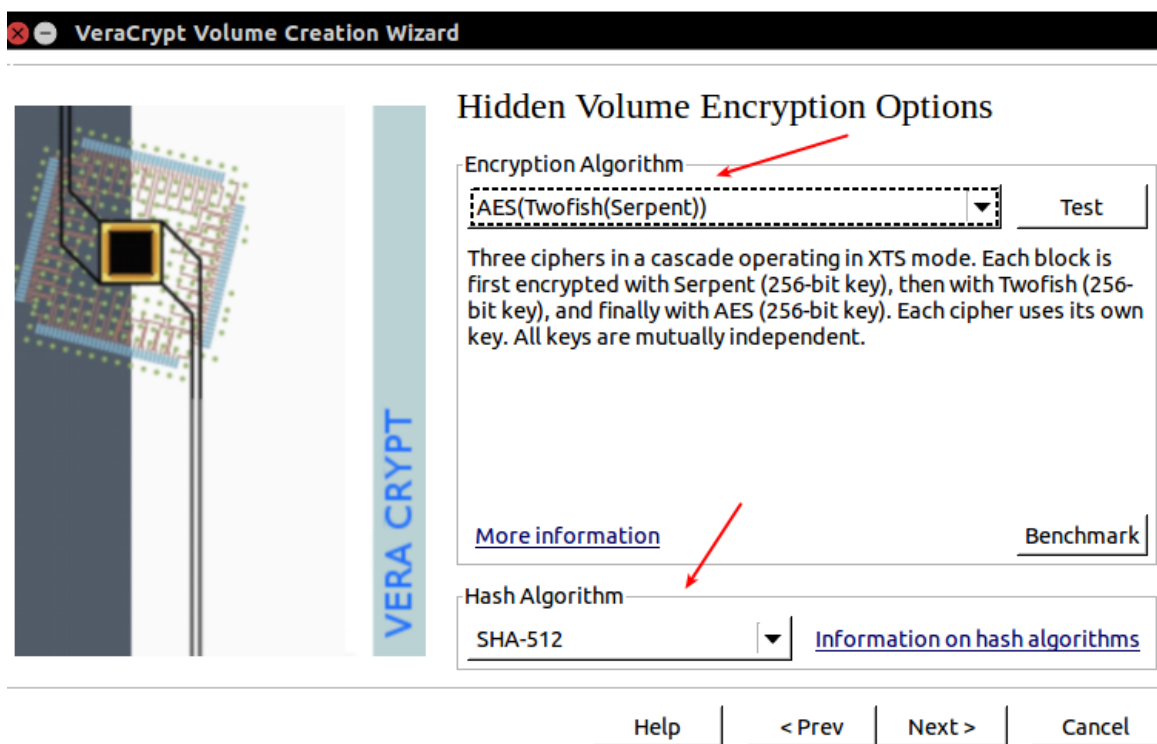 VeraCrypt Volume Creation Wizard
Hidden Volume Encryption Options
Encryption Algorithm
AES(Twofish(Serpent))
Test
Three ciphers in a cascade operating in XTS mode. Each block is
first encrypted with Serpent (256-bit key), then with Twofish (256-
bit key), and finally with AES (256-bit key). Each cipher uses its own
key. All keys are mutually independent.
VERA CRYPT
More information
Benchmark
Hash Algorithm
SHA-512
Information on hash algorithms
Help
< Prev
Next >
Cancel